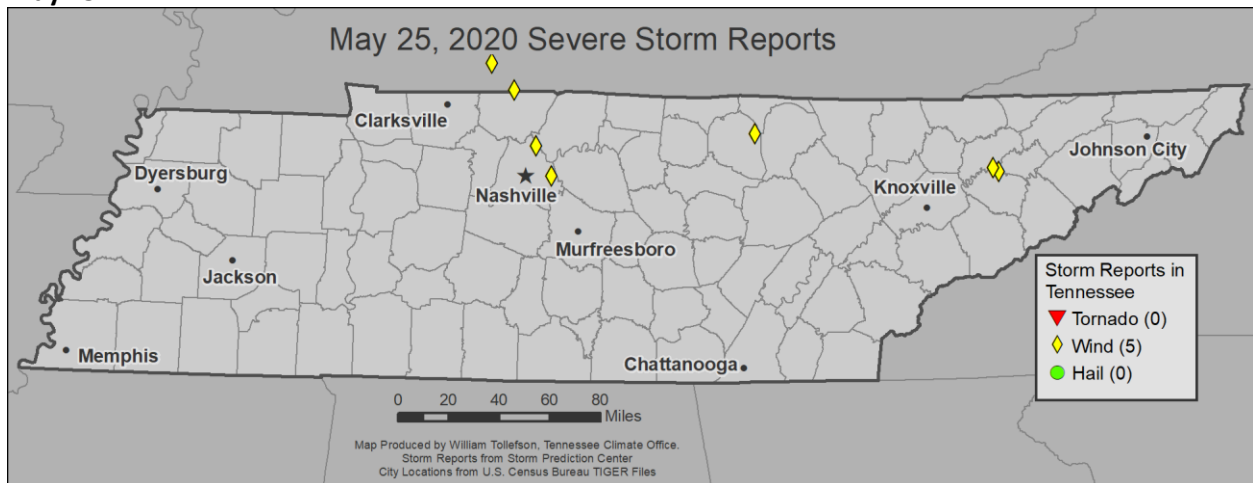 May 25, 2020 Severe Storm Reports
Clarksville
Johnson City
Dyersburg
Knoxville
Nashville
Murfreesboro
Jackson
Storm Reports in
Tennessee
Tornado (0)
Wind (5)
Hail (0)
Memphis
Chattanooga
0 20 40 60 80
Miles
Map Produced by William Tollefson, Tennessee Climate Office.
Storm Reports from Storm Prediction Center
City Locations from U.S. Census Bureau TIGER Files